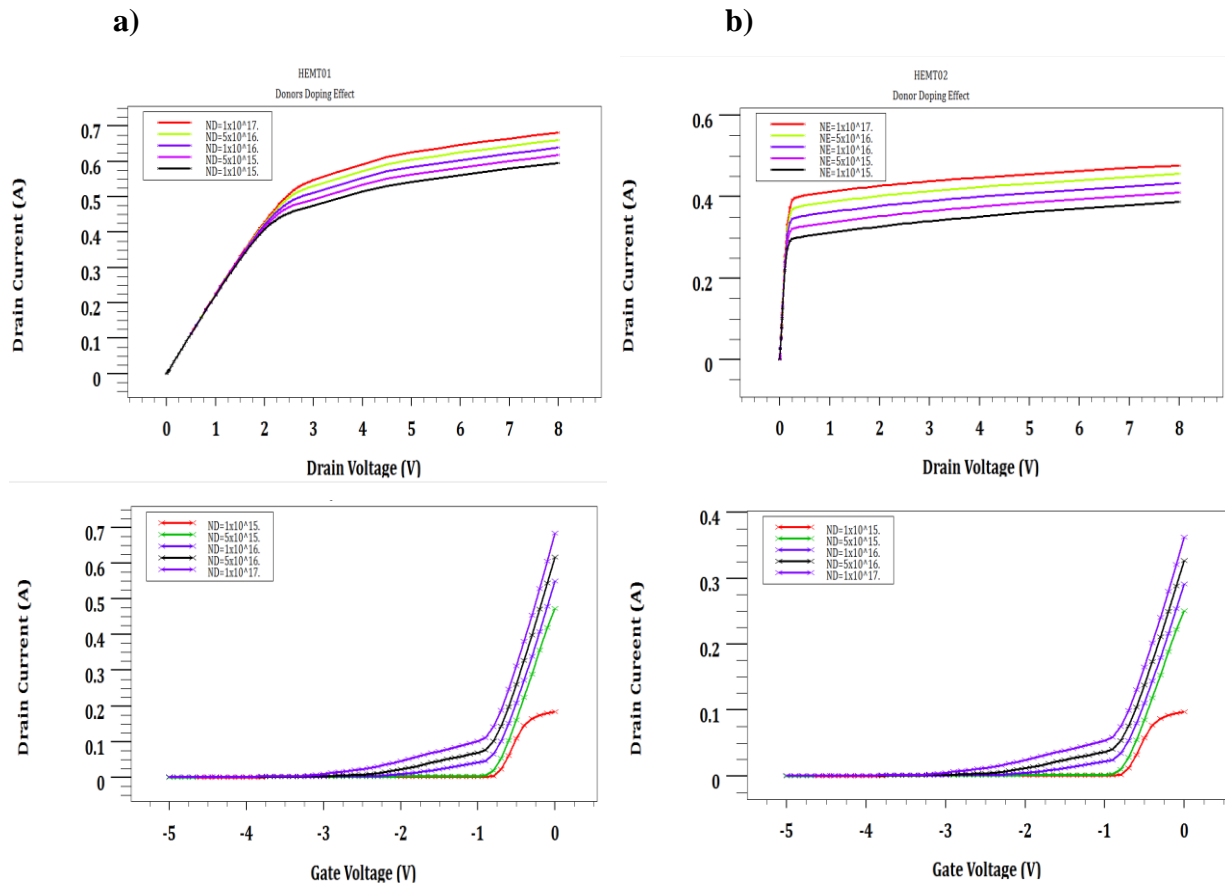 a)
HEMT01
Donors Doping Effect
ND=1x10^17.
ND=5x10^16.
ND=1x10^16.
ND=5x10^15.
ND=1x10^15.
Drain Current (A)
0.7
0.6
0.5
0.4
0.3
0.2
0.1
0
0 1 2 3 4 5 6 7 8
Drain Voltage (V)
b)
HEMT02
Donor Doping Effect
NE=1x10^17.
NE=5x10^16.
NE=1x10^16.
NE=5x10^15.
NE=1x10^15.
Drain Current (A)
0.6
0.4
0.2
0
0 1 2 3 4 5 6 7 8
Drain Voltage (V)
ND=1x10^15.
ND=5x10^15.
ND=1x10^16.
ND=5x10^16.
ND=1x10^17.
Drain Current (A)
0.7
0.6
0.5
0.4
0.3
0.2
0.1
0
-5 -4 -3 -2 -1 0
Gate Voltage (V)
ND=1x10^15.
ND=5x10^15.
ND=1x10^16.
ND=5x10^16.
ND=1x10^17.
Drain Cureent (A)
0.4
0.3
0.2
0.1
0
-5 -4 -3 -2 -1 0
Gate Voltage (V)